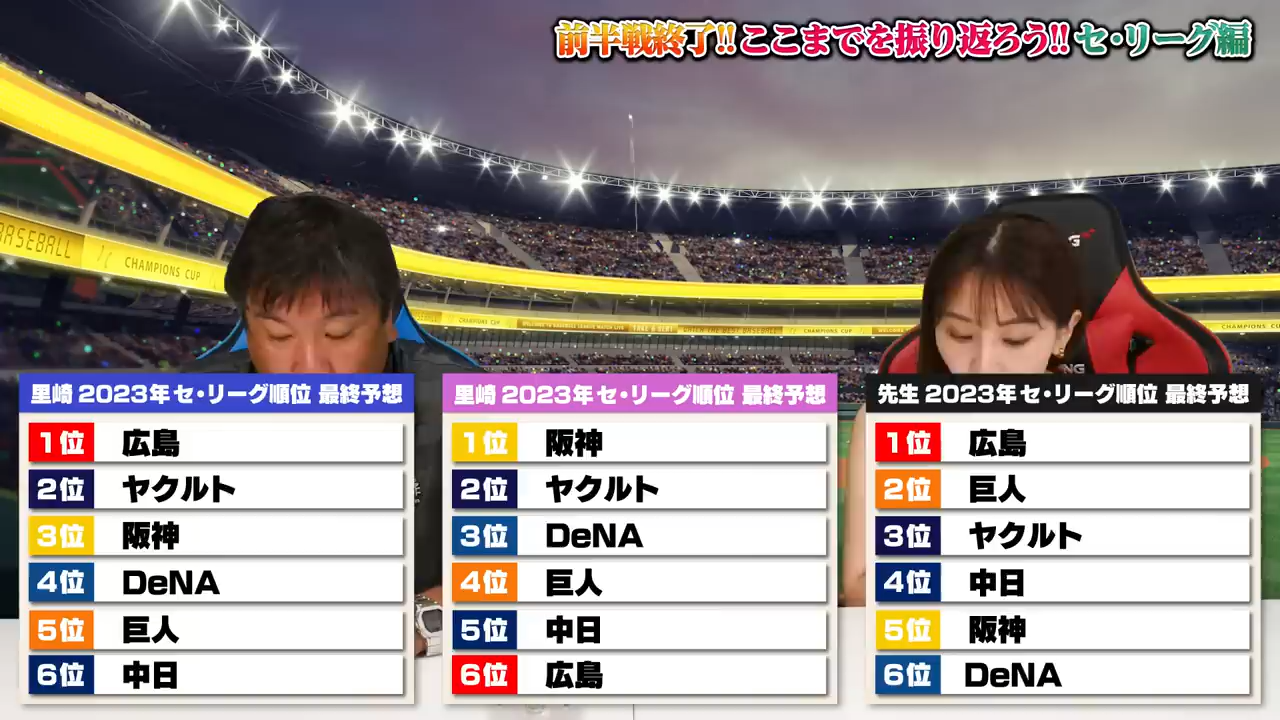 前半戦終了!!ここまでを振り返ろう!!セ・リーグ編
BASEBALL
CHAMPIONS CUP
CHAMPIONS CUP
CHAMPIONS CUP
CHAMPIONS CUP
NG
里崎 2023年セ・リーグ順位 最終予想
1位 広島
2位 ヤクルト
3位 阪神
4位 DeNA
5位 巨人
6位 中日
里崎 2023年セ・リーグ順位 最終予想
1位 阪神
2位 ヤクルト
3位 DeNA
4位 巨人
5位 中日
6位 広島
先生 2023年セ・リーグ順位 最終予想
1位 広島
2位 巨人
3位 ヤクルト
4位 中日
5位 阪神
6位 DeNA